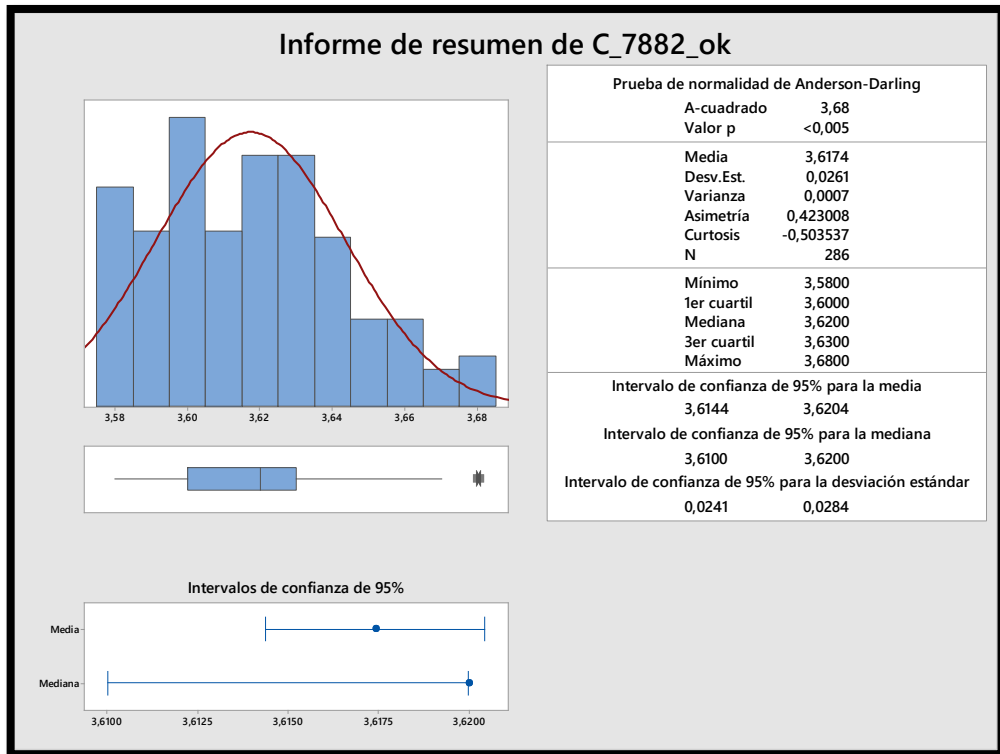 Informe de resumen de C_7882_ok
3,58 3,60 3,62 3,64 3,66 3,68
Prueba de normalidad de Anderson-Darling
A-cuadrado 3,68
Valor p <0,005
Media 3,6174
Desv.Est. 0,0261
Varianza 0,0007
Asimetría 0,423008
Curtosis -0,503537
N 286
Mínimo 3,5800
1er cuartil 3,6000
Mediana 3,6200
3er cuartil 3,6300
Máximo 3,6800
Intervalo de confianza de 95% para la media
3,6144 3,6204
Intervalo de confianza de 95% para la mediana
3,6100 3,6200
Intervalo de confianza de 95% para la desviación estándar
0,0241 0,0284
Intervalos de confianza de 95%
Media
Mediana
3,6100 3,6125 3,6150 3,6175 3,6200